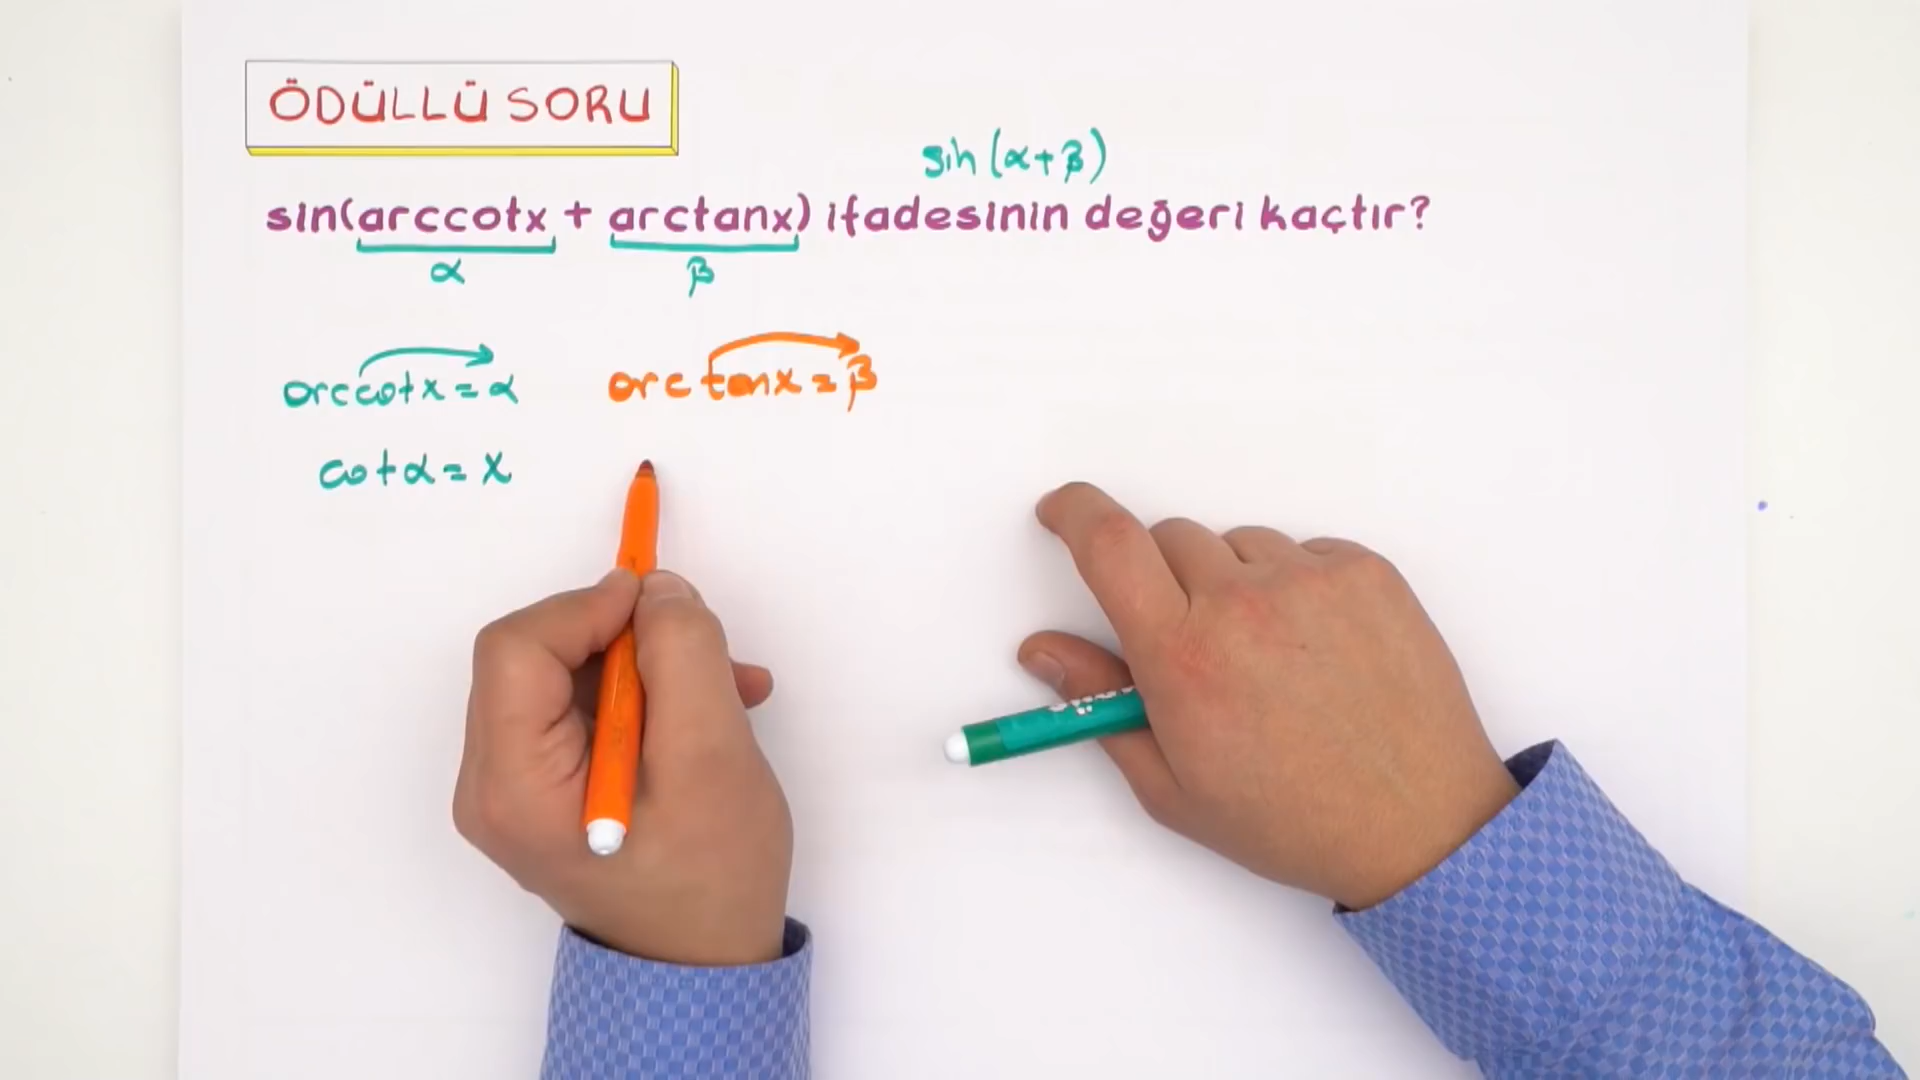 ÖDÜLLÜ SORU
sin(α+β)
sin(arccotx + arctanx) ifadesinin değeri kaçtır?
α β
arccotx=α arctanx=β
cotα=x